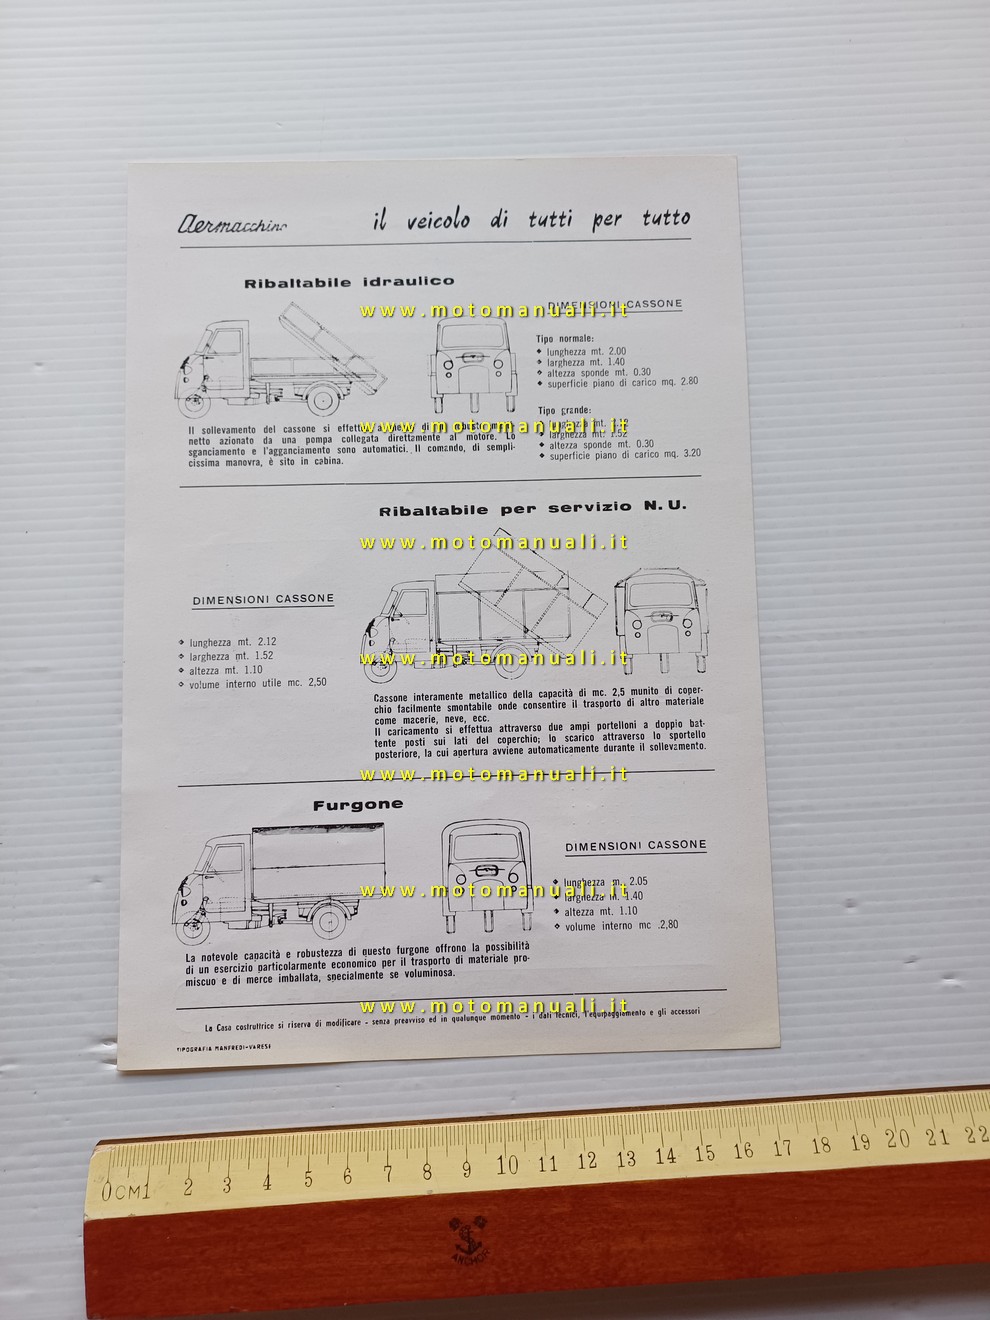 Aermacchino
il veicolo di tutti per tutto
Ribaltabile idraulico
DIMENSIONI CASSONE
www.motomanuali.it
Tipo normale:
lunghezza mt. 2.00
larghezza mt. 1.40
altezza sponde mt. 0.30
superficie piano di carico mq. 2.80
Tipo grande:
www.motomanuali.it
larghezza mt. 1.52
altezza sponde mt. 0.30
superficie piano di carico mq. 3.20
Il sollevamento del cassone si
netto azionato da una pompa collegata direttamente al motore. Lo
sganciamento e l'agganciamento sono automatici. Il comando, di sempli-
cissima manovra, è sito in cabina.
Ribaltabile per servizio N. U.
www.motomanuali.it
DIMENSIONI CASSONE
lunghezza mt. 2.12
larghezza mt. 1.52
altezza mt. 1.10
volume interno utile mc. 2,50
www.motomanuali.it
Cassone interamente metallico della capacità di mc. 2,5 munito di coper-
chio facilmente smontabile onde consentire il trasporto di altro materiale
come macerie, neve, ecc.
Il caricamento si effettua attraverso due ampi portelloni a doppio bat-
tente posti sui lati del coperchio; lo scarico attraverso lo sportello
posteriore, la cui apertura avviene automaticamente durante il sollevamento.
www.motomanuali.it
Furgone
DIMENSIONI CASSONE
lunghezza m. 2.05
larghezza m. 1.40
altezza mt. 1.10
volume interno mc .2,80
www.motomanuali.it
La notevole capacità e robustezza di questo furgone offrono la possibilità
di un esercizio particolarmente economico per il trasporto di materiale pro-
miscuo e di merce imballata, specialmente se voluminosa.
www.motomanuali.it
La Casa costruttrice si riserva di modificare - senza preavviso ed in qualunque momento - i dati tecnici, l'equipaggiamento e gli accessori
TIPOGRAFIA MANFREDI-VARESE
0CM1 2 3 4 5 6 7 8 9 10 11 12 13 14 15 16 17 18 19 20 21 22
ANCHOR